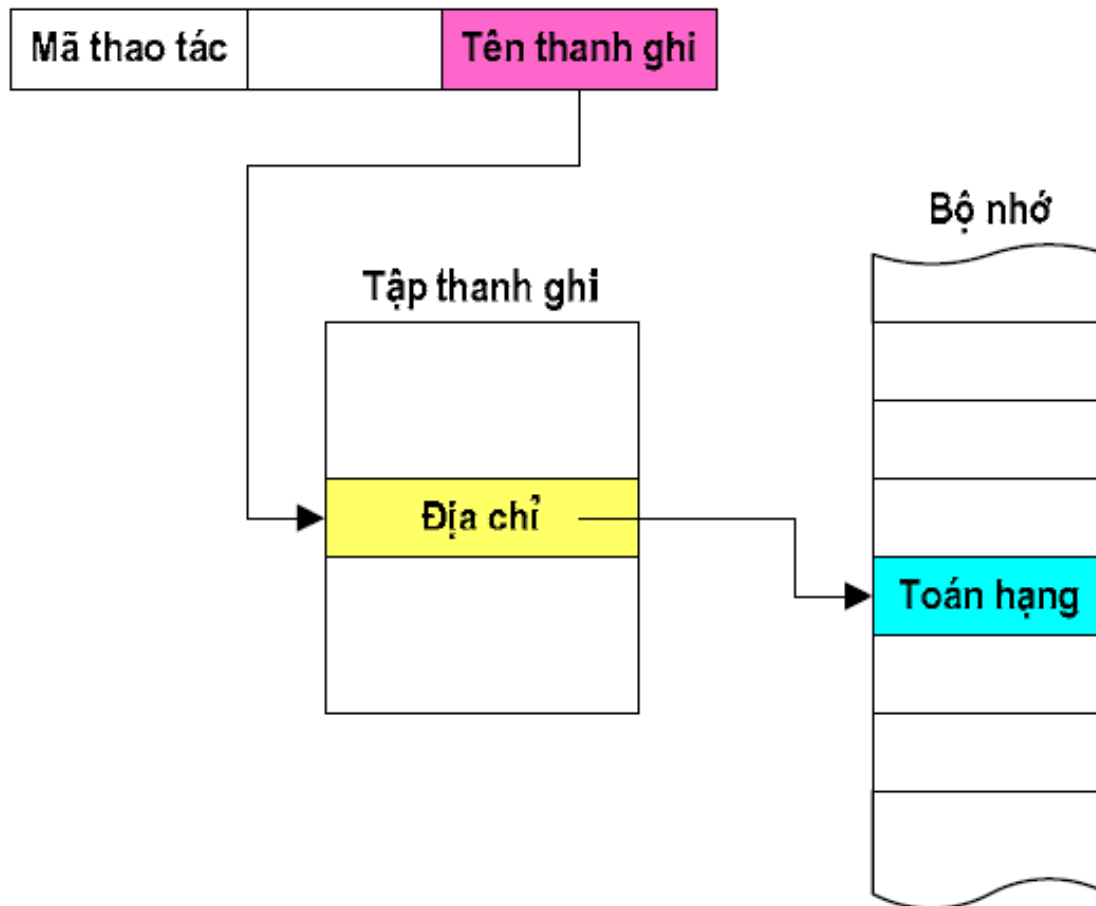 Mã thao tác
Tên thanh ghi
Bộ nhớ
Tập thanh ghi
Địa chỉ
Toán hạng